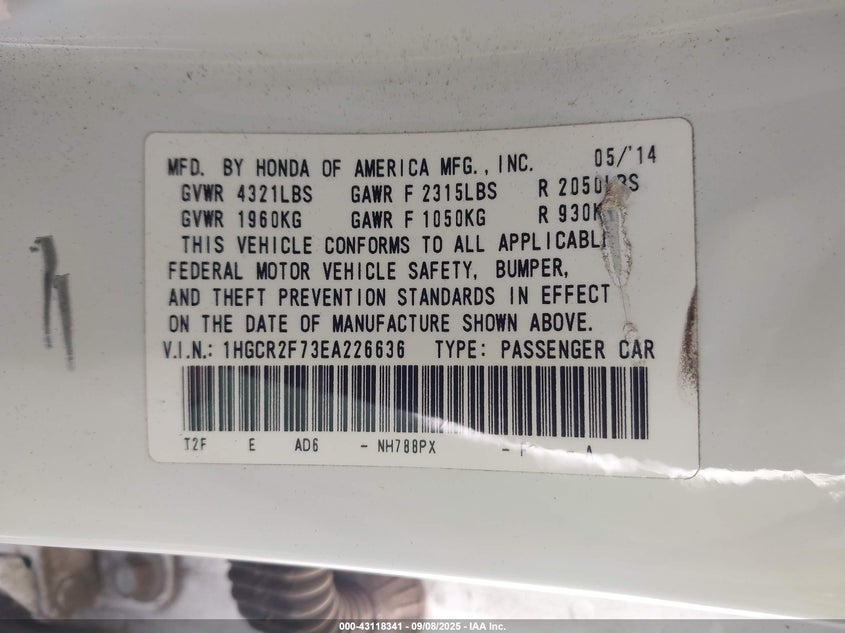 MFD. BY HONDA OF AMERICA MFG., INC. 05/'14
GVWR 4321LBS GAWR F 2315LBS R 2050LBS
GVWR 1960KG GAWR F 1050KG R 930K
THIS VEHICLE CONFORMS TO ALL APPLICABL
FEDERAL MOTOR VEHICLE SAFETY, BUMPER,
AND THEFT PREVENTION STANDARDS IN EFFECT
ON THE DATE OF MANUFACTURE SHOWN ABOVE.
V.I.N.: 1HGCR2F73EA226636 TYPE: PASSENGER CAR
T2F E AD6 - NH788PX - - A
000-43118341 - 09/08/2025 - IAA Inc.